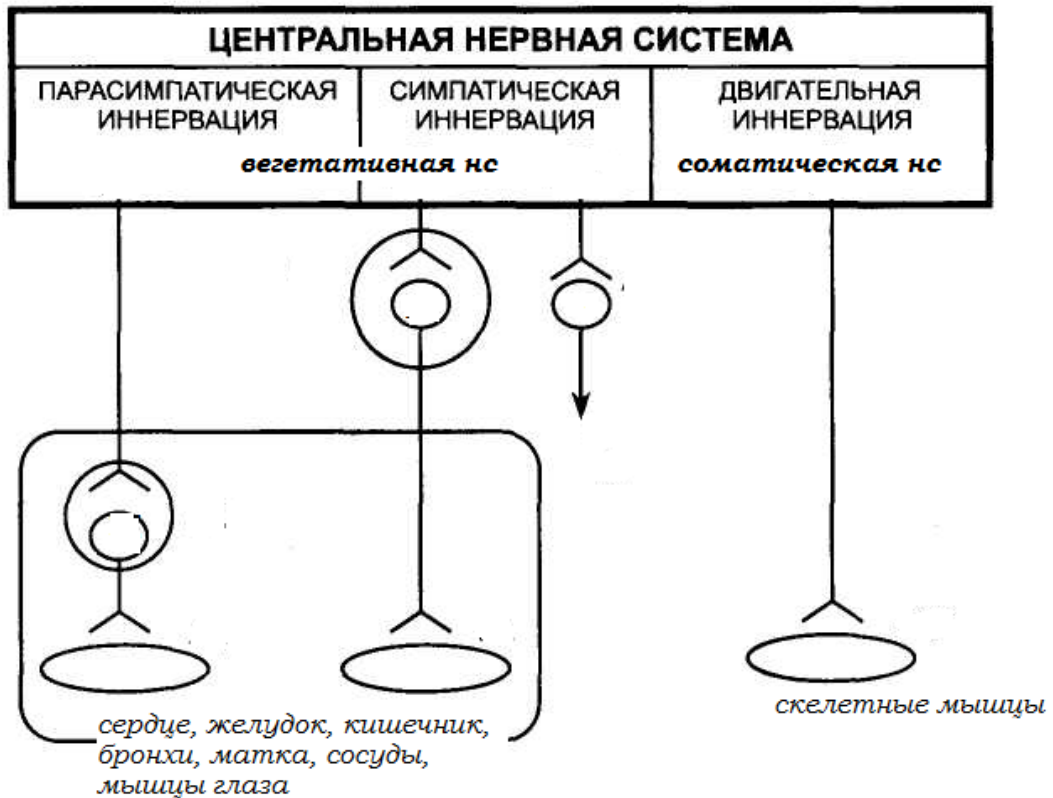 ЦЕНТРАЛЬНАЯ НЕРВНАЯ СИСТЕМА
ПАРАСИМПАТИЧЕСКАЯ
ИННЕРВАЦИЯ
СИМПАТИЧЕСКАЯ
ИННЕРВАЦИЯ
вегетативная нс
ДВИГАТЕЛЬНАЯ
ИННЕРВАЦИЯ
соматическая нс
сердце, желудок, кишечник,
бронхи, матка, сосуды,
мышцы глаза
скелетные мышцы